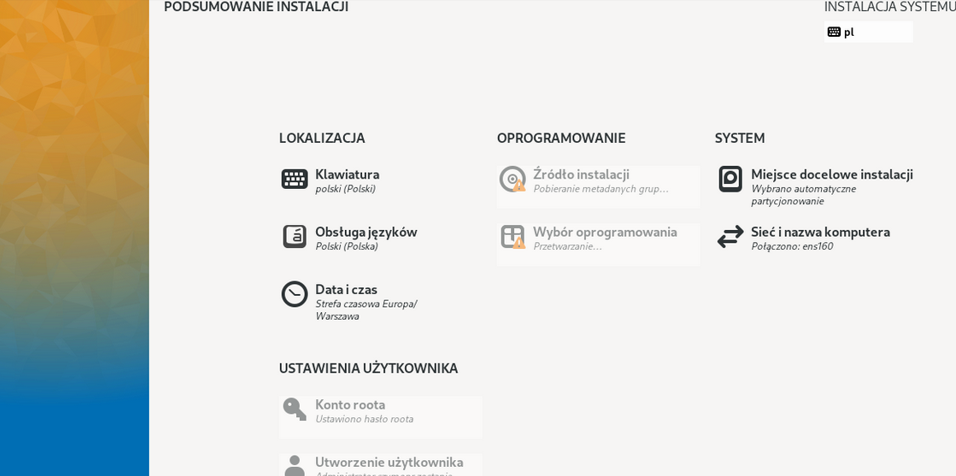 PODSUMOWANIE INSTALACJI
INSTALACJA SYSTEMU
pl
LOKALIZACJA
Klawiatura
polski (Polski)
Obsługa języków
Polski (Polska)
Data i czas
Strefa czasowa Europa/
Warszawa
OPROGRAMOWANIE
Źródło instalacji
Pobieranie metadanych grup...
Wybór oprogramowania
Przetwarzanie...
SYSTEM
Miejsce docelowe instalacji
Wybrano automatyczne
partycjonowanie
Sieć i nazwa komputera
Połączono: ens160
USTAWIENIA UŻYTKOWNIKA
Konto roota
Ustawiono hasło roota
Utworzenie użytkownika